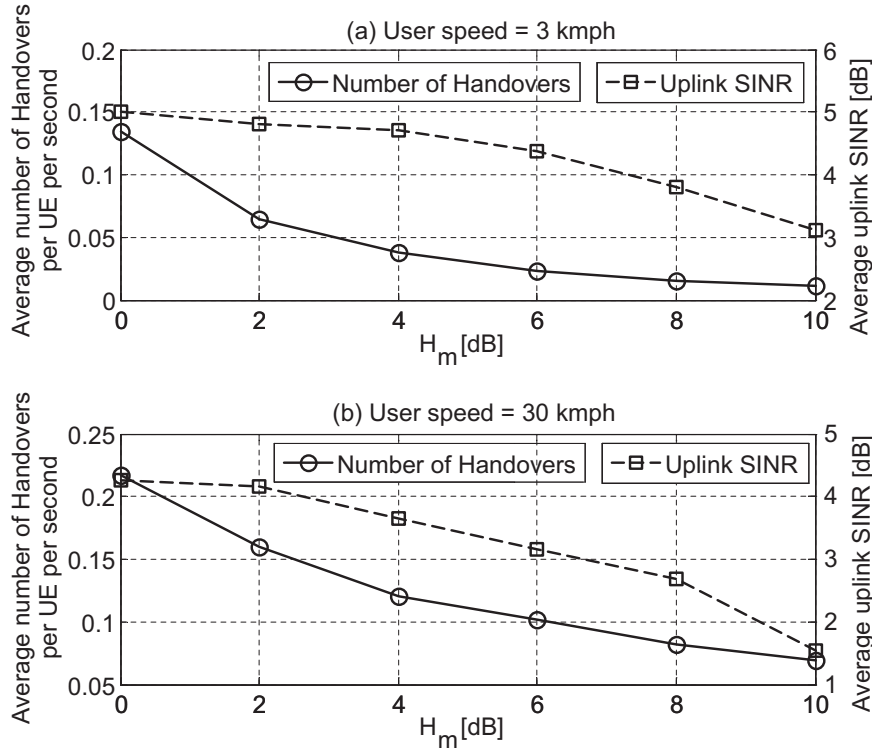 (a) User speed = 3 kmph
Average number of Handovers
per UE per second
0.2
0.15
0.1
0.05
0
Number of Handovers
Uplink SINR
6
5
4
3
2
Average uplink SINR [dB]
0 2 4 6 8 10
H_m [dB]
(b) User speed = 30 kmph
Average number of Handovers
per UE per second
0.25
0.2
0.15
0.1
0.05
Number of Handovers
Uplink SINR
5
4
3
2
1
Average uplink SINR [dB]
0 2 4 6 8 10
H_m [dB]